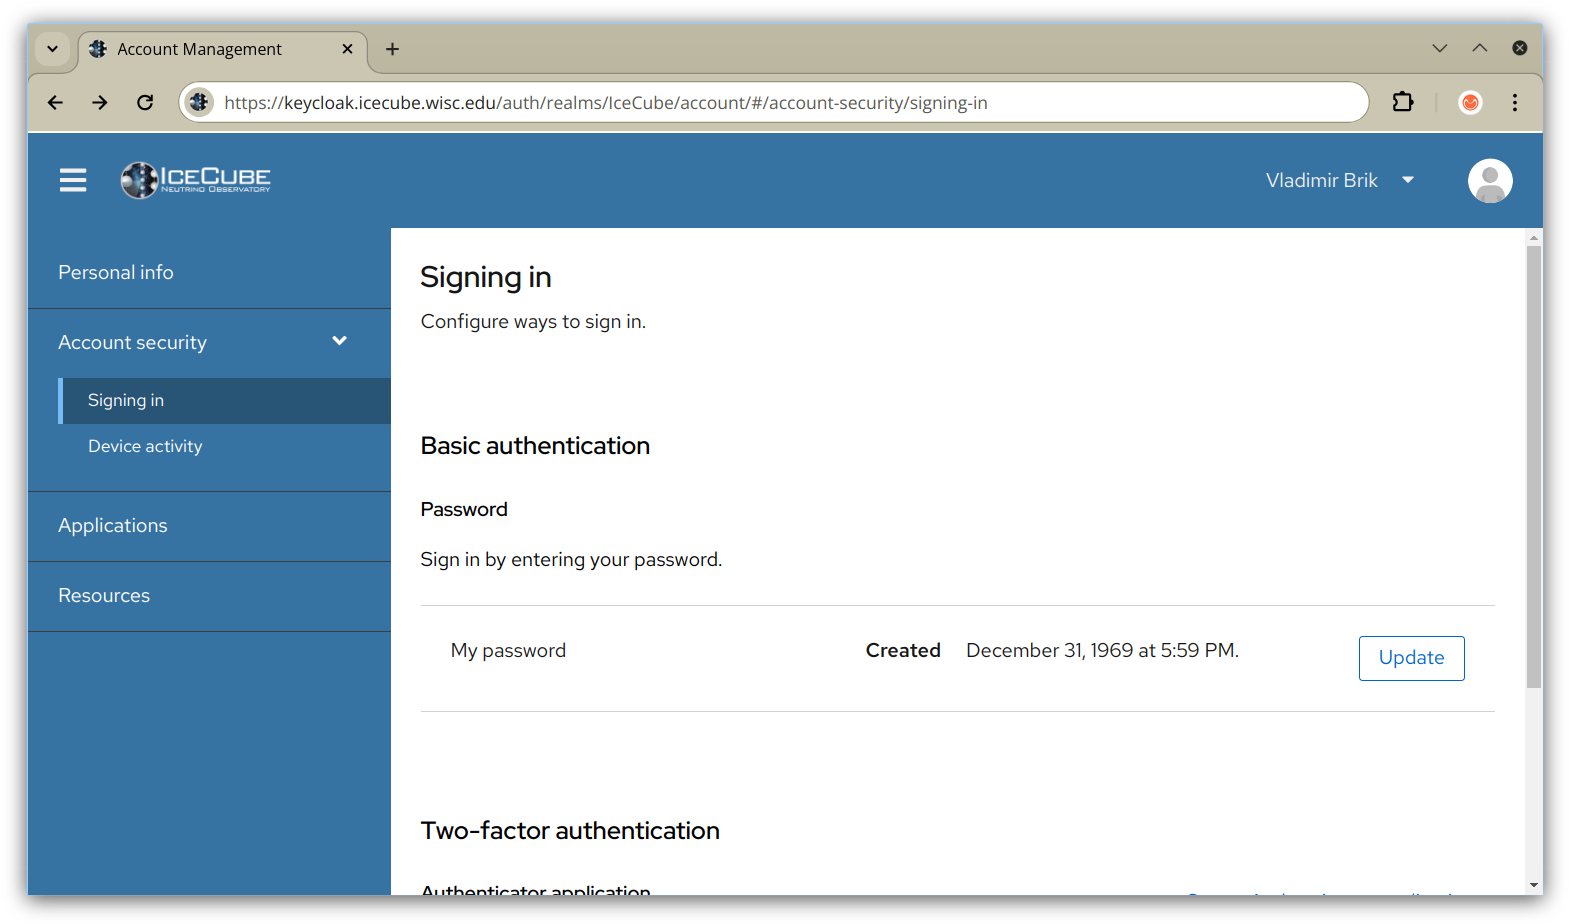 Account Management
https://keycloak.icecube.wisc.edu/auth/realms/IceCube/account/#/account-security/signing-in
ICECUBE
NEUTRINO OBSERVATORY
Vladimir Brik
Personal info
Account security
Signing in
Device activity
Applications
Resources
Signing in
Configure ways to sign in.
Basic authentication
Password
Sign in by entering your password.
My password Created December 31, 1969 at 5:59 PM. Update
Two-factor authentication
Authenticator application